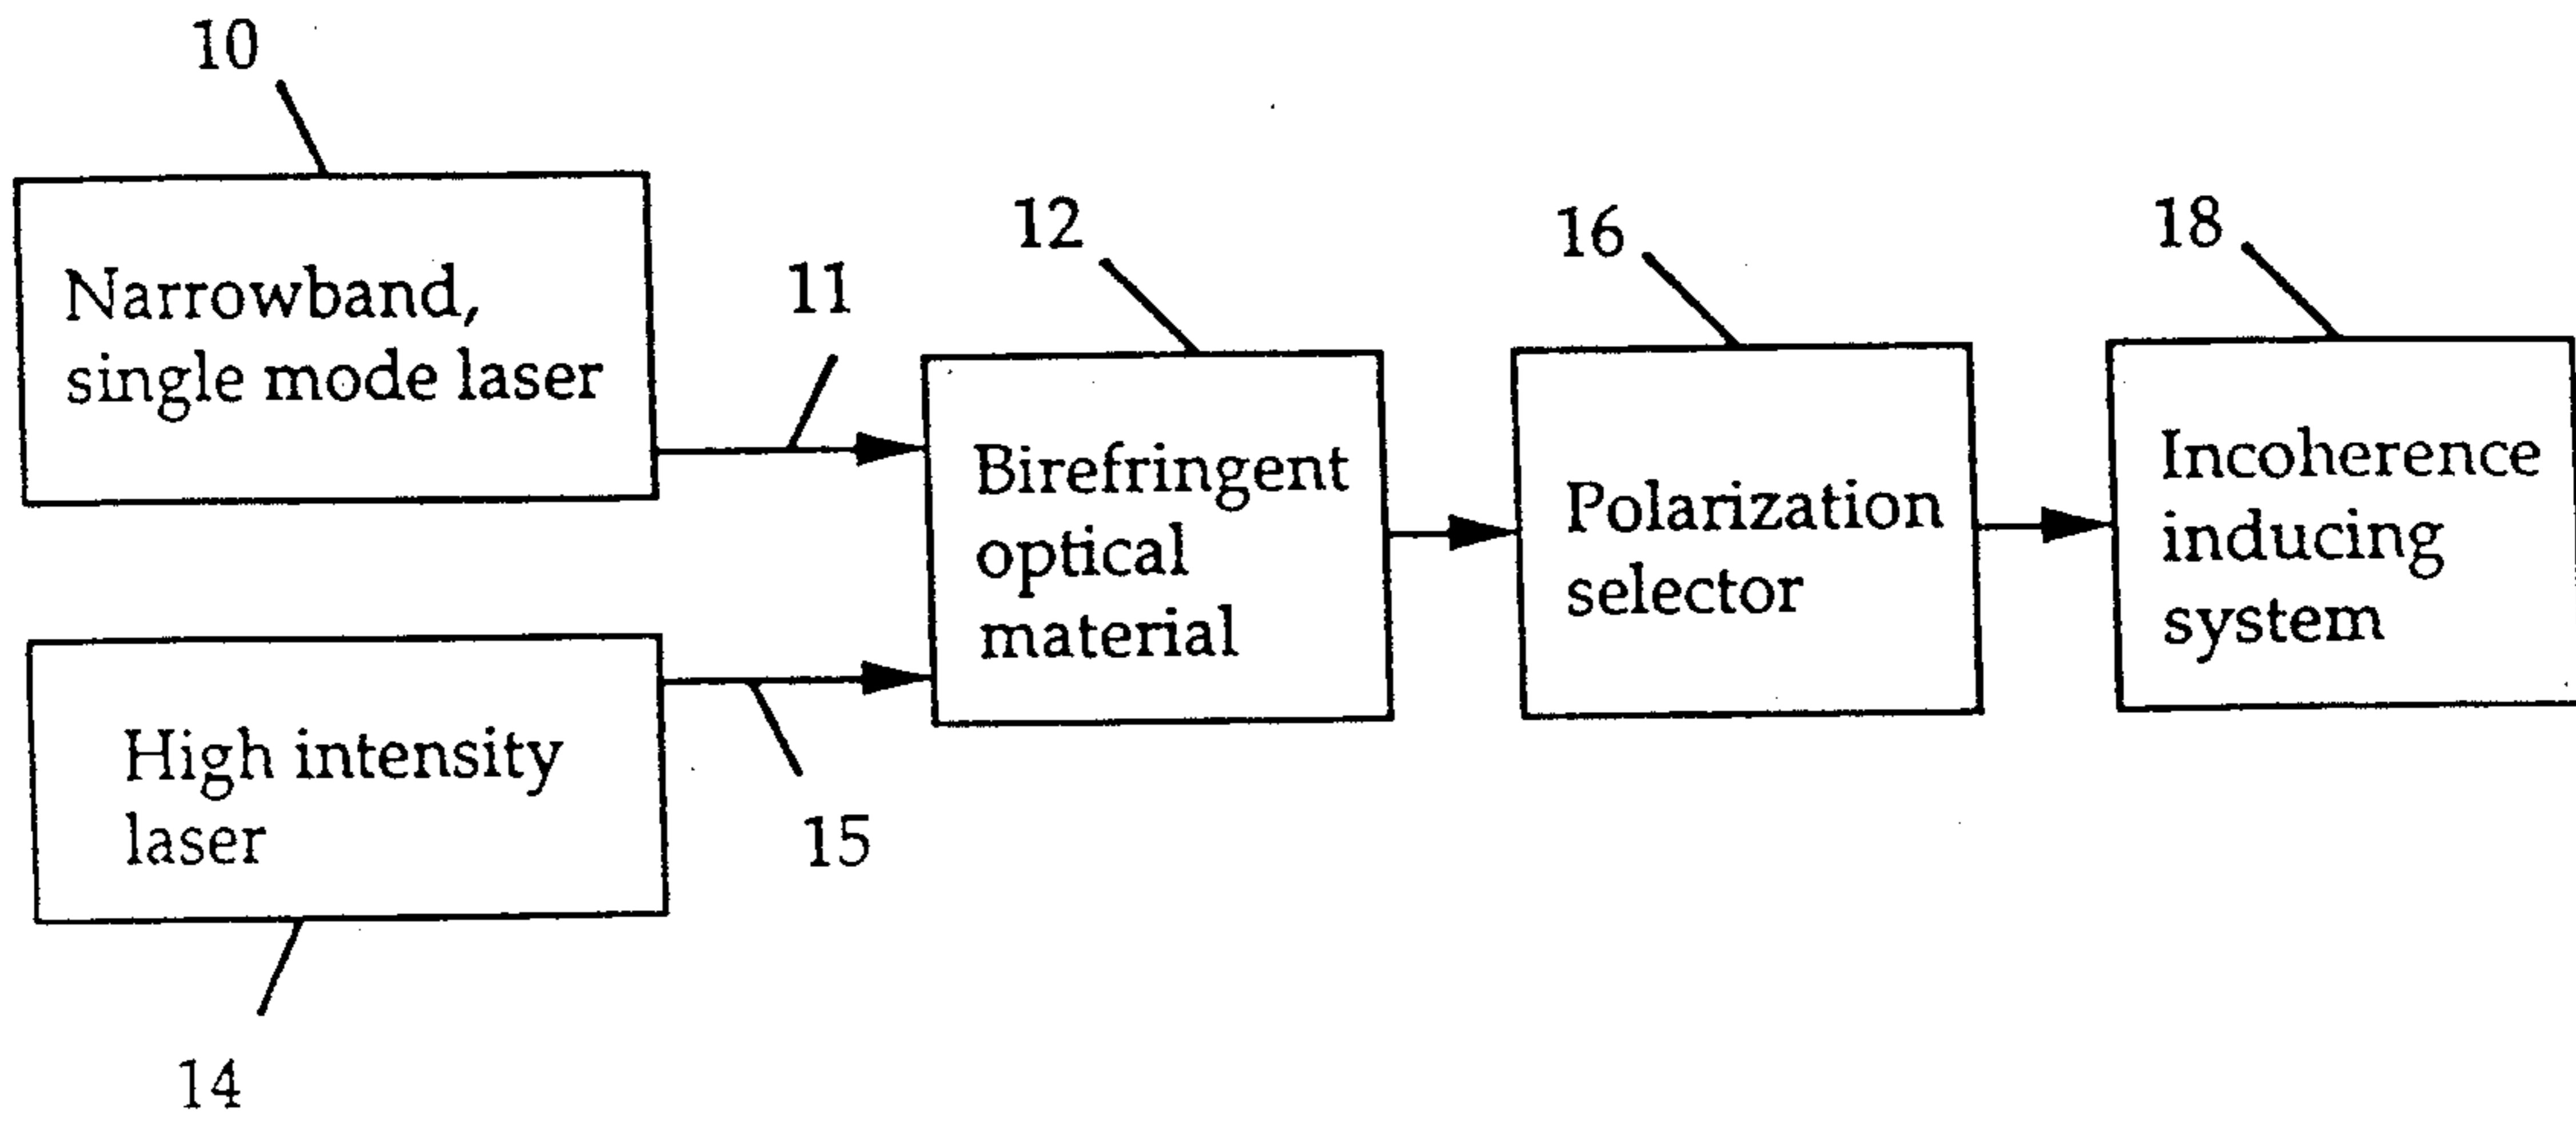 10
Narrowband,
single mode laser
11
12
Birefringent
optical
material
16
Polarization
selector
18
Incoherence
inducing
system
High intensity
laser
15
14